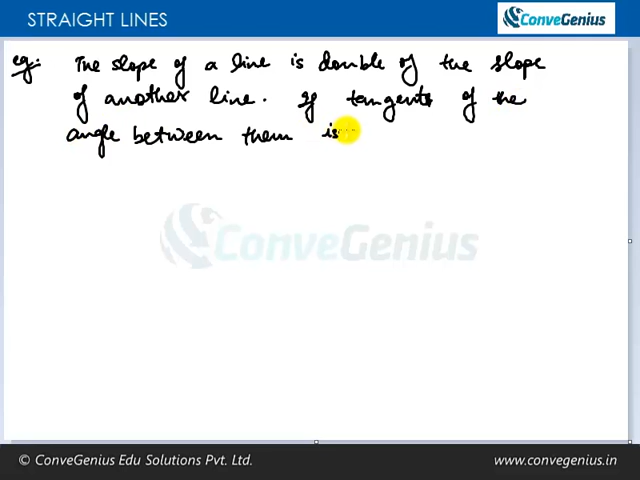 STRAIGHT LINES
ConveGenius
eg: The slope of a line is double of the slope
of another line. If tangents of the
angle between them is
ConveGenius
© ConveGenius Edu Solutions Pvt. Ltd.
www.convegenius.in